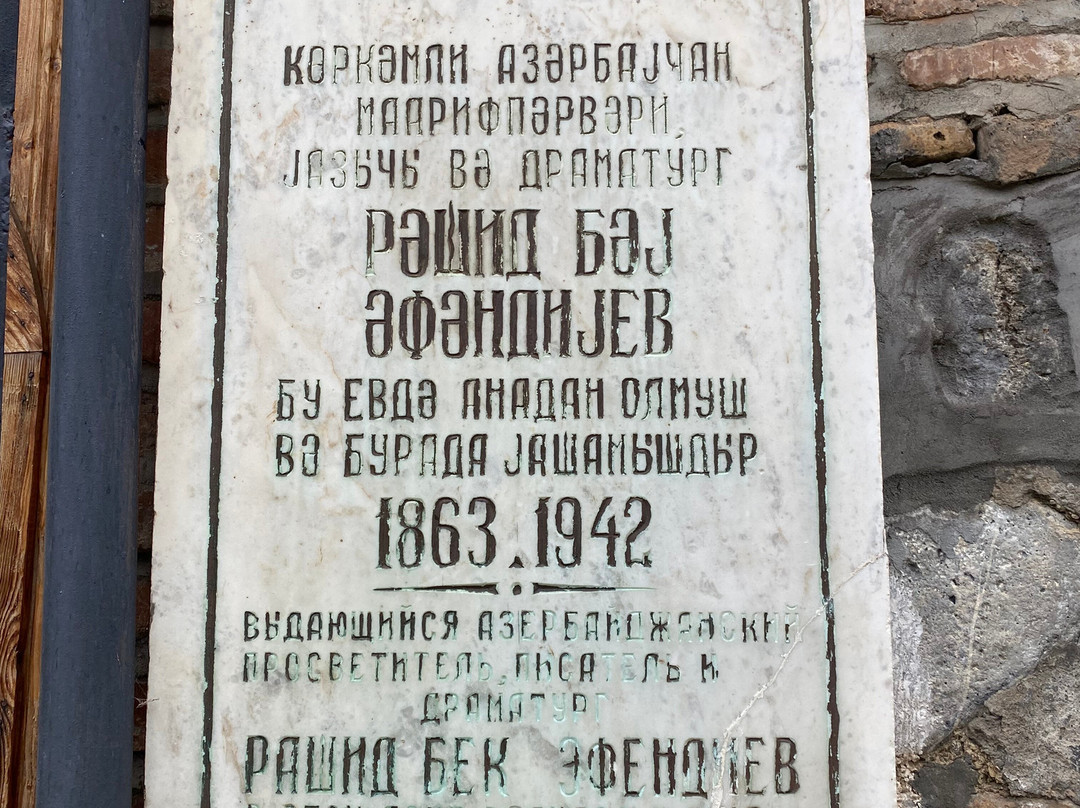 КӨРКӘМЛИ АЗӘРБАЈЧАН
МААРИФПӘРВӘРИ,
ЈАЗЫЧЫ ВӘ ДРАМАТУРГ
РӘШИД БӘЈ
ӘФӘНДИЈЕВ
БУ ЕВДӘ АНАДАН ОЛМУШ
ВӘ БУРАДА ЈАШАМЫШДЫР
1863.1942
ВЫДАЮЩИЙСЯ АЗЕРБАЙДЖАНСКИЙ
ПРОСВЕТИТЕЛЬ, ПИСАТЕЛЬ И
ДРАМАТУРГ
РАШИД БЕК ЭФЕНДИЕВ